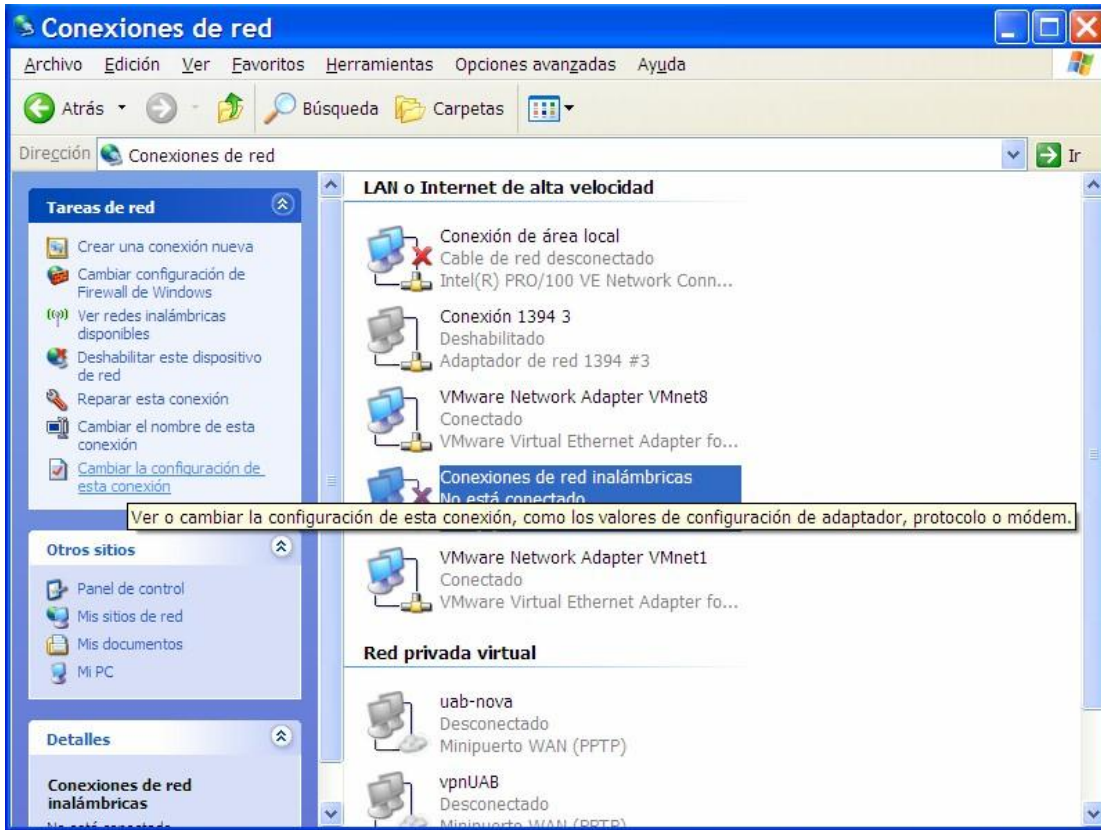 Conexiones de red
Archivo Edición Ver Favoritos Herramientas Opciones avanzadas Ayuda
Atrás Búsqueda Carpetas
Dirección Conexiones de red Ir
Tareas de red
Crear una conexión nueva
Cambiar configuración de
Firewall de Windows
Ver redes inalámbricas
disponibles
Deshabilitar este dispositivo
de red
Reparar esta conexión
Cambiar el nombre de esta
conexión
Cambiar la configuración de
esta conexión
Otros sitios
Panel de control
Mis sitios de red
Mis documentos
Mi PC
Detalles
Conexiones de red
inalámbricas
No está conectado
LAN o Internet de alta velocidad
Conexión de área local
Cable de red desconectado
Intel(R) PRO/100 VE Network Conn...
Conexión 1394 3
Deshabilitado
Adaptador de red 1394 #3
VMware Network Adapter VMnet8
Conectado
VMware Virtual Ethernet Adapter fo...
Conexiones de red inalámbricas
No está conectado
Ver o cambiar la configuración de esta conexión, como los valores de configuración de adaptador, protocolo o módem.
VMware Network Adapter VMnet1
Conectado
VMware Virtual Ethernet Adapter fo...
Red privada virtual
uab-nova
Desconectado
Minipuerto WAN (PPTP)
vpnUAB
Desconectado
Minipuerto WAN (PPTP)